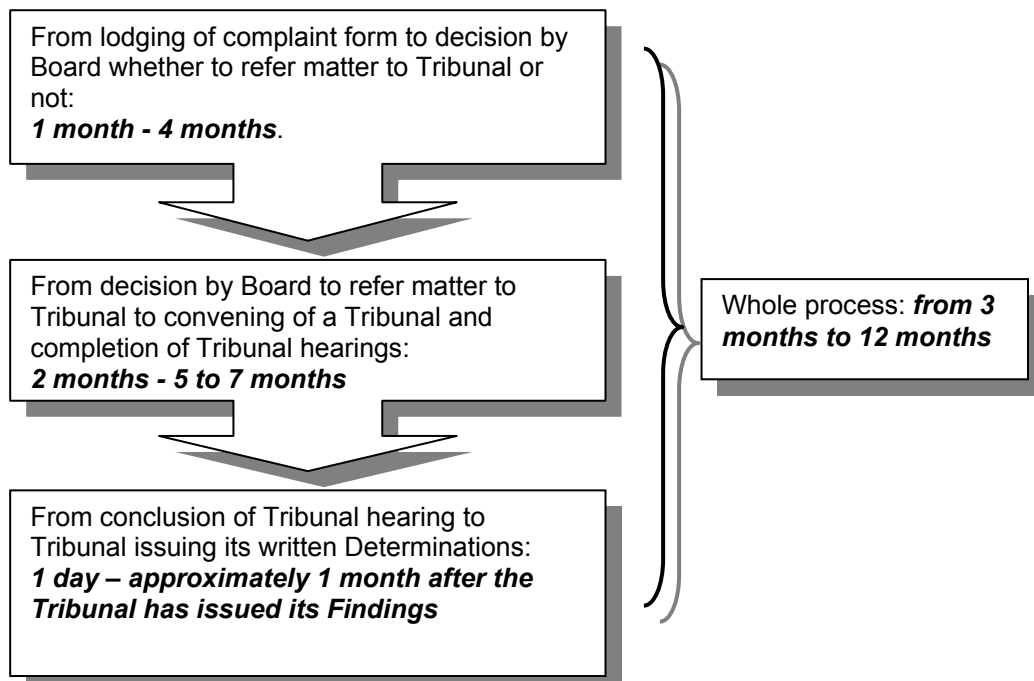 From lodging of complaint form to decision by
Board whether to refer matter to Tribunal or
not:
1 month - 4 months.
From decision by Board to refer matter to
Tribunal to convening of a Tribunal and
completion of Tribunal hearings:
2 months - 5 to 7 months
From conclusion of Tribunal hearing to
Tribunal issuing its written Determinations:
1 day – approximately 1 month after the
Tribunal has issued its Findings
Whole process: from 3
months to 12 months